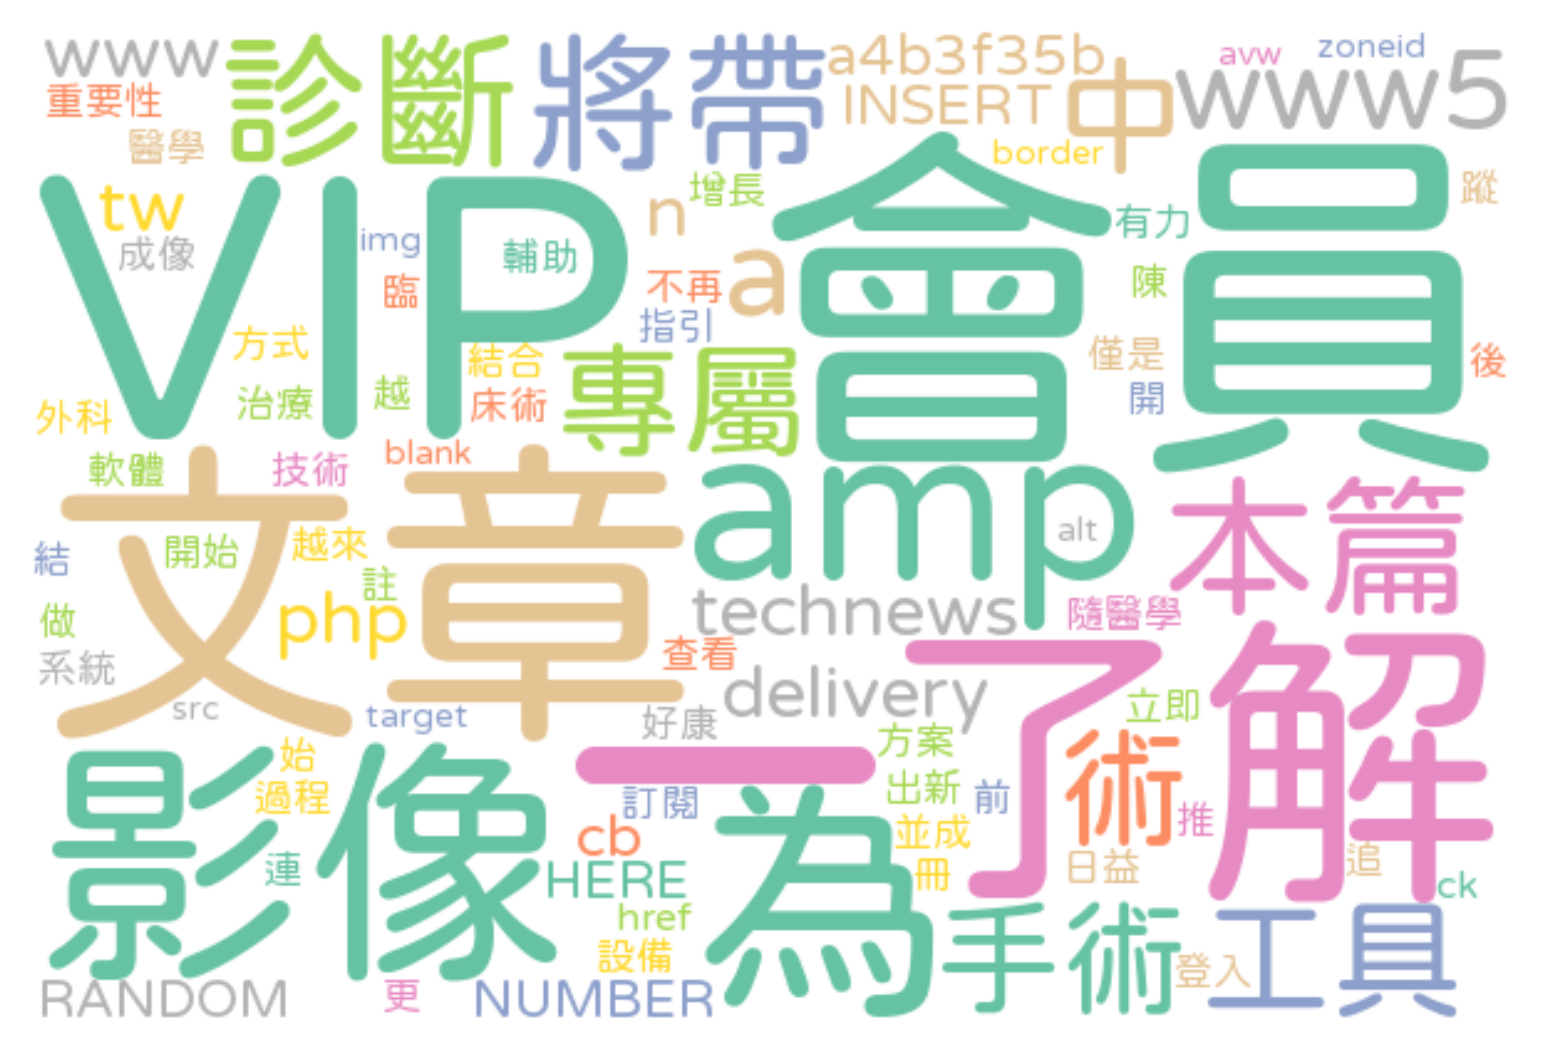 www
診斷
將帶
a4b3f35b
avw
zoneid
重要性
INSERT
中
www5
醫學
border
VIP
會員
tw
增長
n
有力
蹤
成像
img
輔助
a
臨
不再
陳
指引
方式
結合
專屬
僅是
後
治療
越
床術
開
外科
blank
軟體
技術
文章
amp
本篇
alt
結
開始
越來
註
php
technews
隨醫學
做
系統
查看
了解
src
target
好康
delivery
立即
影像
始
一
方案
術
過程
訂閱
為
出新
前
推
cb
並成
連
HERE
冊
日益
追
ck
href
手術
工具
設備
登入
RANDOM
更
NUMBER